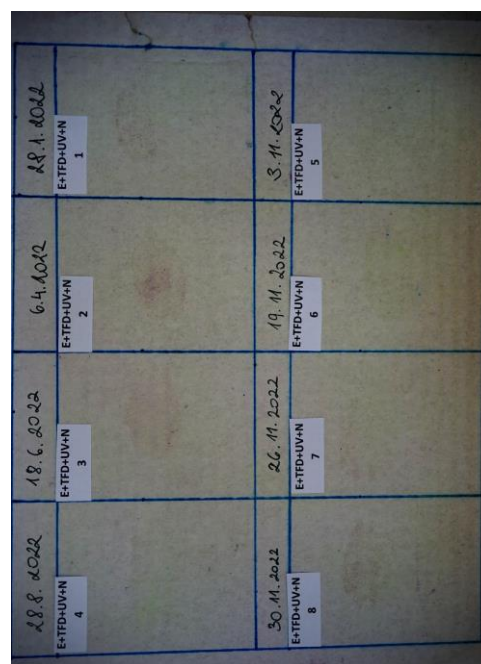 28.8.2022
E+TFD+UV+N
4
18.6.2022
E+TFD+UV+N
3
6.4.2022
E+TFD+UV+N
2
28.1.2022
E+TFD+UV+N
1
30.11.2022
E+TFD+UV+N
8
26.11.2022
E+TFD+UV+N
7
19.11.2022
E+TFD+UV+N
6
3.11.2022
E+TFD+UV+N
5